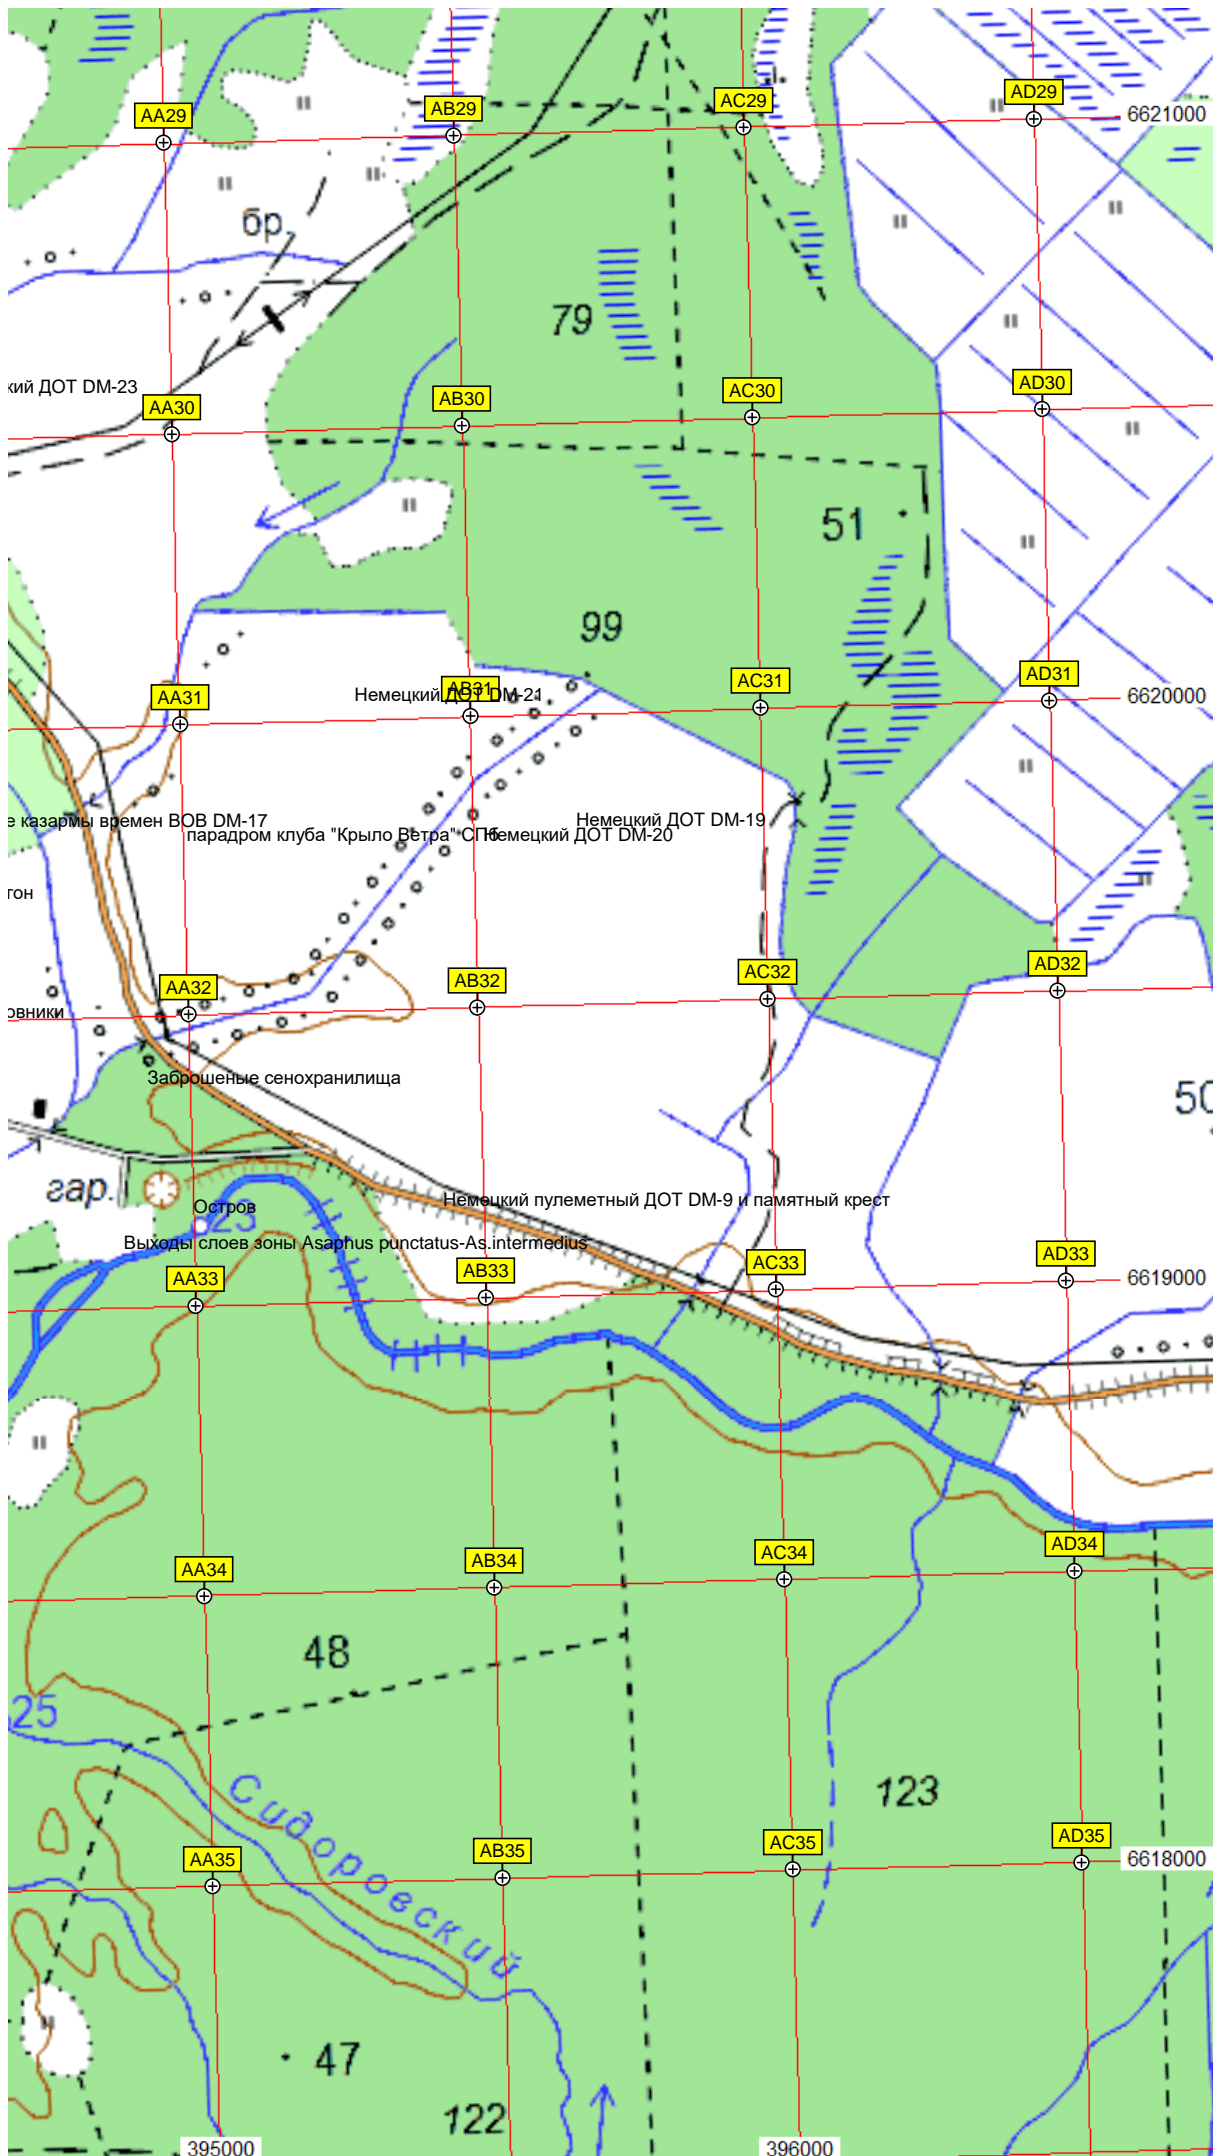 AA29
AB29
AC29
AD29
6621000
бр.
79
кий ДОТ DM-23
AA30
AB30
AC30
AD30
51
99
AA31
AB31
Немецкий ДОТ DM-21
AC31
AD31
6620000
е казармы времен ВОВ DM-17
парадром клуба "Крыло Ветра" СПб
Немецкий ДОТ DM-19
Немецкий ДОТ DM-20
тон
AA32
AB32
AC32
AD32
овники
Заброшеные сенохранилища
50
гар.
Остров
23
Немецкий пулеметный ДОТ DM-9 и памятный крест
Выходы слоев зоны Asaphus punctatus-As.intermedius
AA33
AB33
AC33
AD33
6619000
AA34
AB34
AC34
AD34
48
25
Сидоровский
123
AA35
AB35
AC35
AD35
6618000
47
122
395000
396000